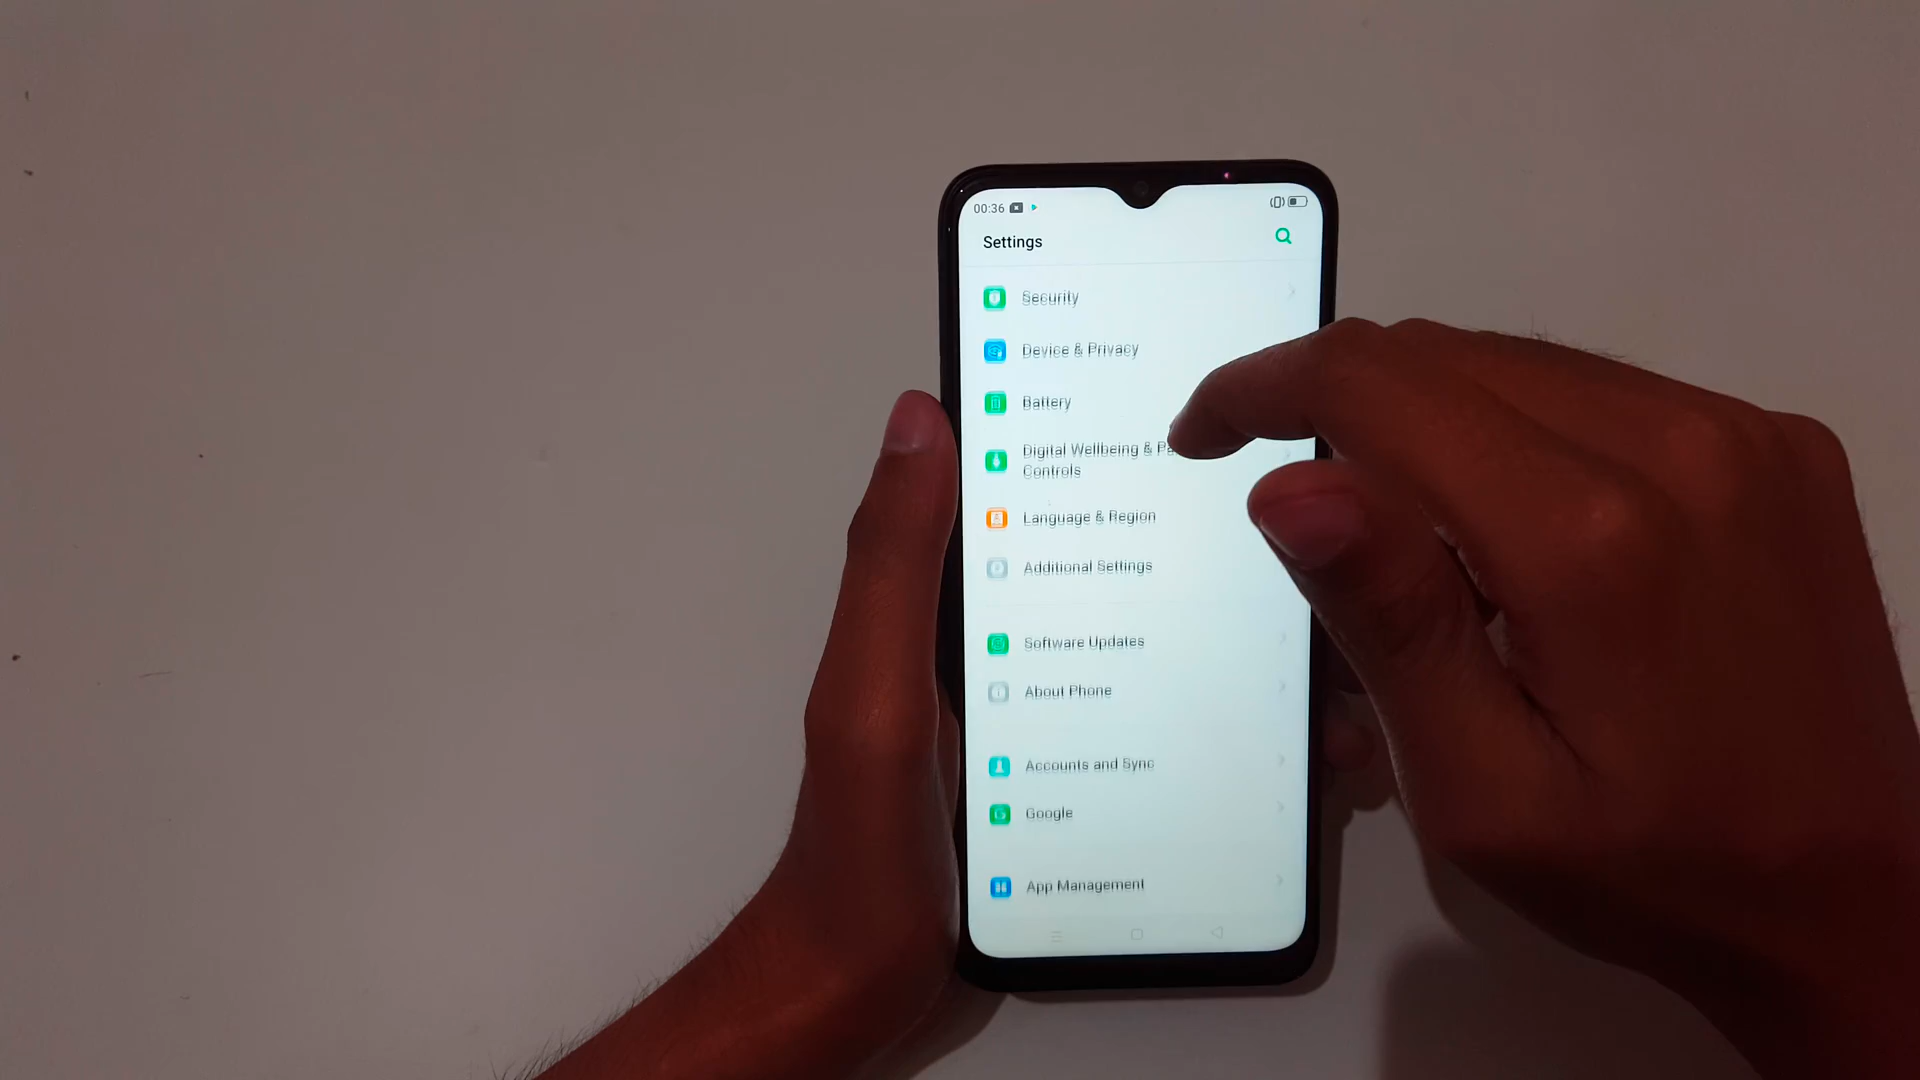 00:36
Settings
Security
Device & Privacy
Battery
Digital Wellbeing & Pa
Controls
Language & Region
Additional Settings
Software Updates
About Phone
Accounts and Sync
Google
App Management